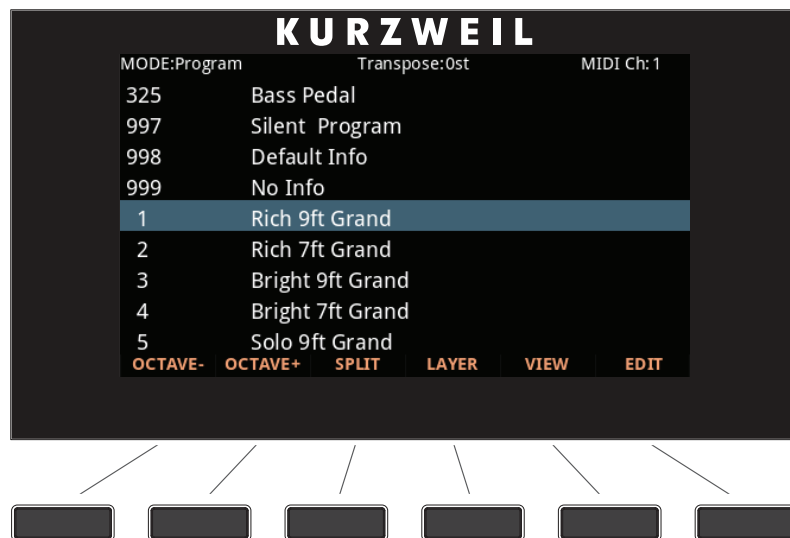 KURZWEIL
MODE:Program Transpose:0st MIDI Ch:1
325 Bass Pedal
997 Silent Program
998 Default Info
999 No Info
1 Rich 9ft Grand
2 Rich 7ft Grand
3 Bright 9ft Grand
4 Bright 7ft Grand
5 Solo 9ft Grand
OCTAVE- OCTAVE+ SPLIT LAYER VIEW EDIT